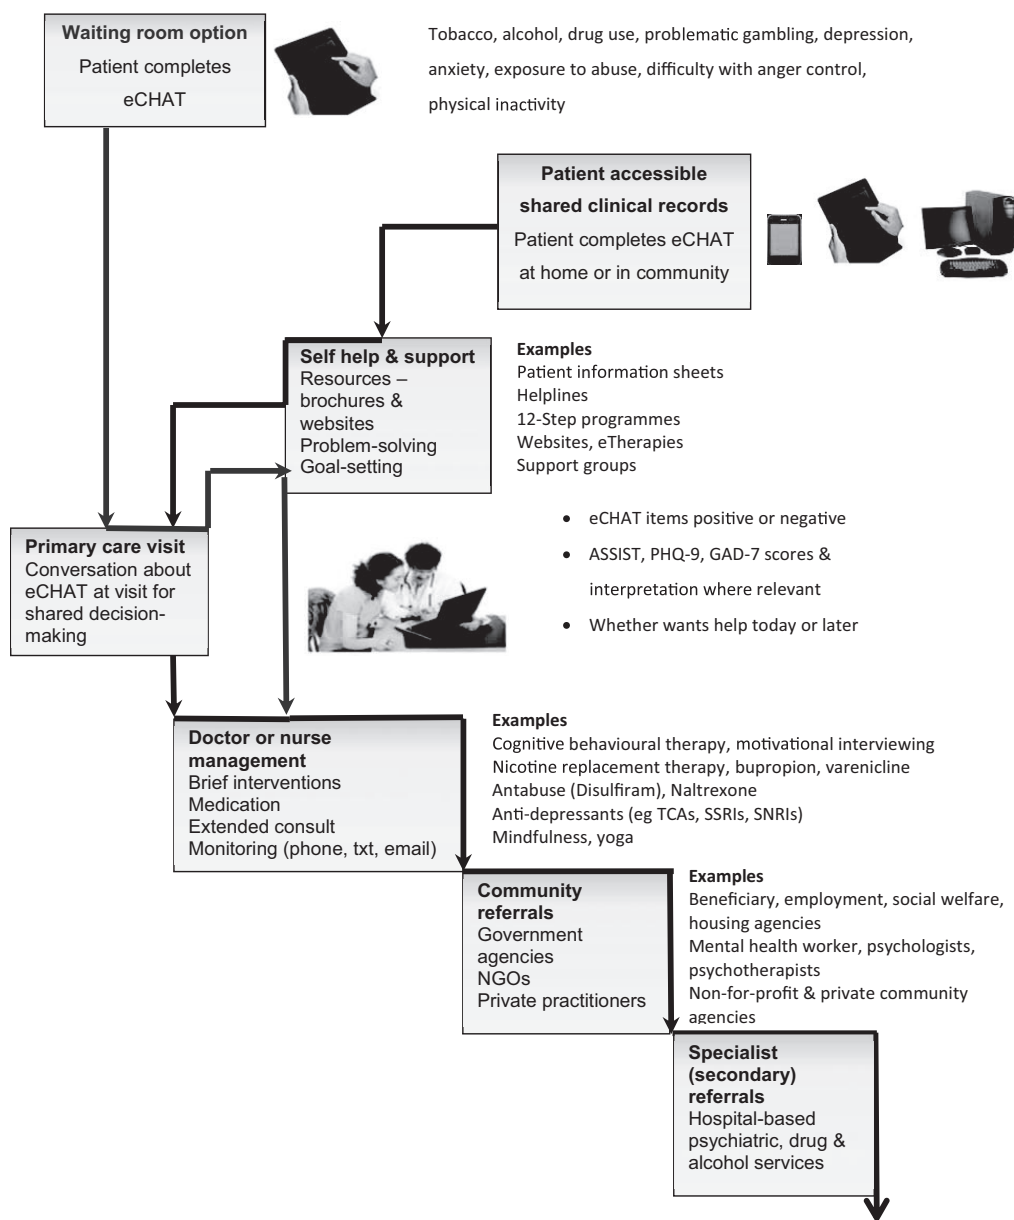 Waiting room option
Patient completes
eCHAT
Tobacco, alcohol, drug use, problematic gambling, depression,
anxiety, exposure to abuse, difficulty with anger control,
physical inactivity
Patient accessible
shared clinical records
Patient completes eCHAT
at home or in community
Self help & support
Resources –
brochures &
websites
Problem-solving
Goal-setting
Examples
Patient information sheets
Helplines
12-Step programmes
Websites, eTherapies
Support groups
Primary care visit
Conversation about
eCHAT at visit for
shared decision-
making
• eCHAT items positive or negative
• ASSIST, PHQ-9, GAD-7 scores &
interpretation where relevant
• Whether wants help today or later
Doctor or nurse
management
Brief interventions
Medication
Extended consult
Monitoring (phone, txt, email)
Examples
Cognitive behavioural therapy, motivational interviewing
Nicotine replacement therapy, bupropion, varenicline
Antabuse (Disulfiram), Naltrexone
Anti-depressants (eg TCAs, SSRIs, SNRIs)
Mindfulness, yoga
Community
referrals
Government
agencies
NGOs
Private practitioners
Examples
Beneficiary, employment, social welfare,
housing agencies
Mental health worker, psychologists,
psychotherapists
Non-for-profit & private community
agencies
Specialist
(secondary)
referrals
Hospital-based
psychiatric, drug &
alcohol services